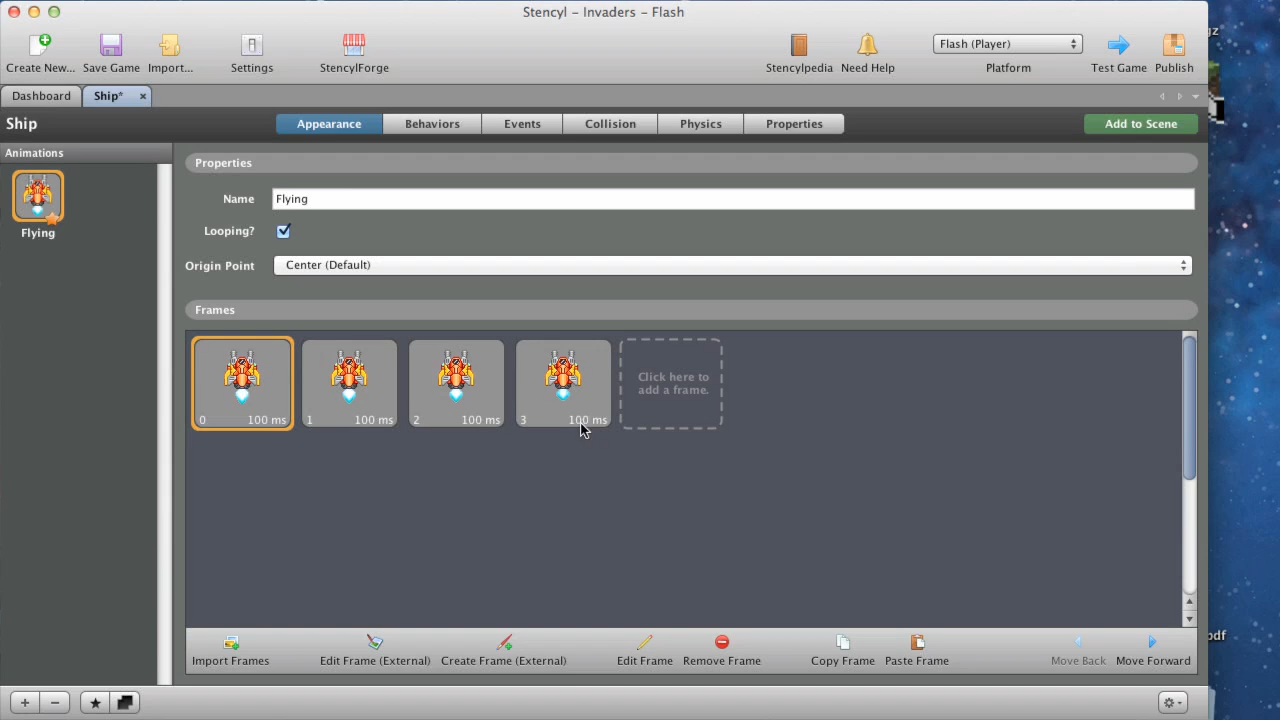 Stencyl – Invaders – Flash
gz
Create New... Save Game Import... Settings StencylForge Stencylpedia Need Help Flash (Player) Platform Test Game Publish
Dashboard Ship*
Ship Appearance Behaviors Events Collision Physics Properties Add to Scene
Animations
Flying
Properties
Name Flying
Looping?
Origin Point Center (Default)
Frames
0 100 ms 1 100 ms 2 100 ms 3 100 ms
Click here to
add a frame.
pdf
Import Frames Edit Frame (External) Create Frame (External) Edit Frame Remove Frame Copy Frame Paste Frame Move Back Move Forward